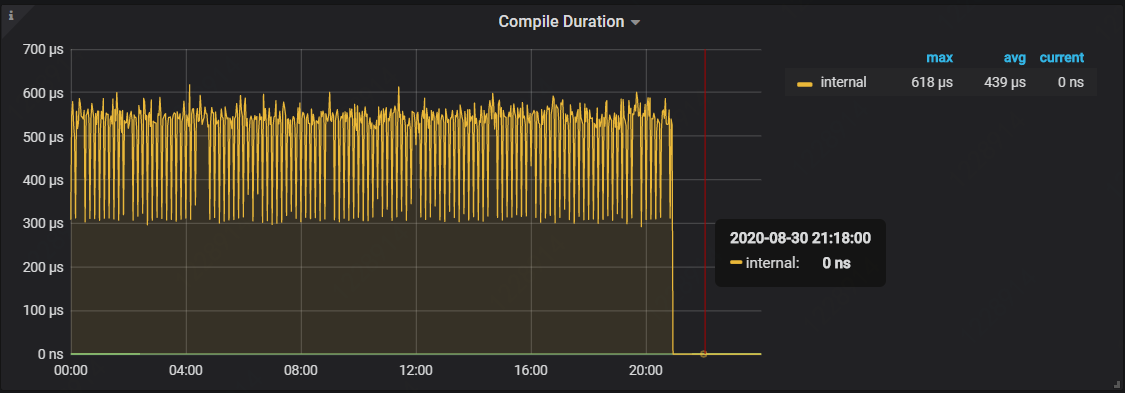 i
Compile Duration
700 µs
600 µs
500 µs
400 µs
300 µs
200 µs
100 µs
0 ns
00:00 04:00 08:00 12:00 16:00 20:00
max avg current
internal 618 µs 439 µs 0 ns
2020-08-30 21:18:00
internal: 0 ns